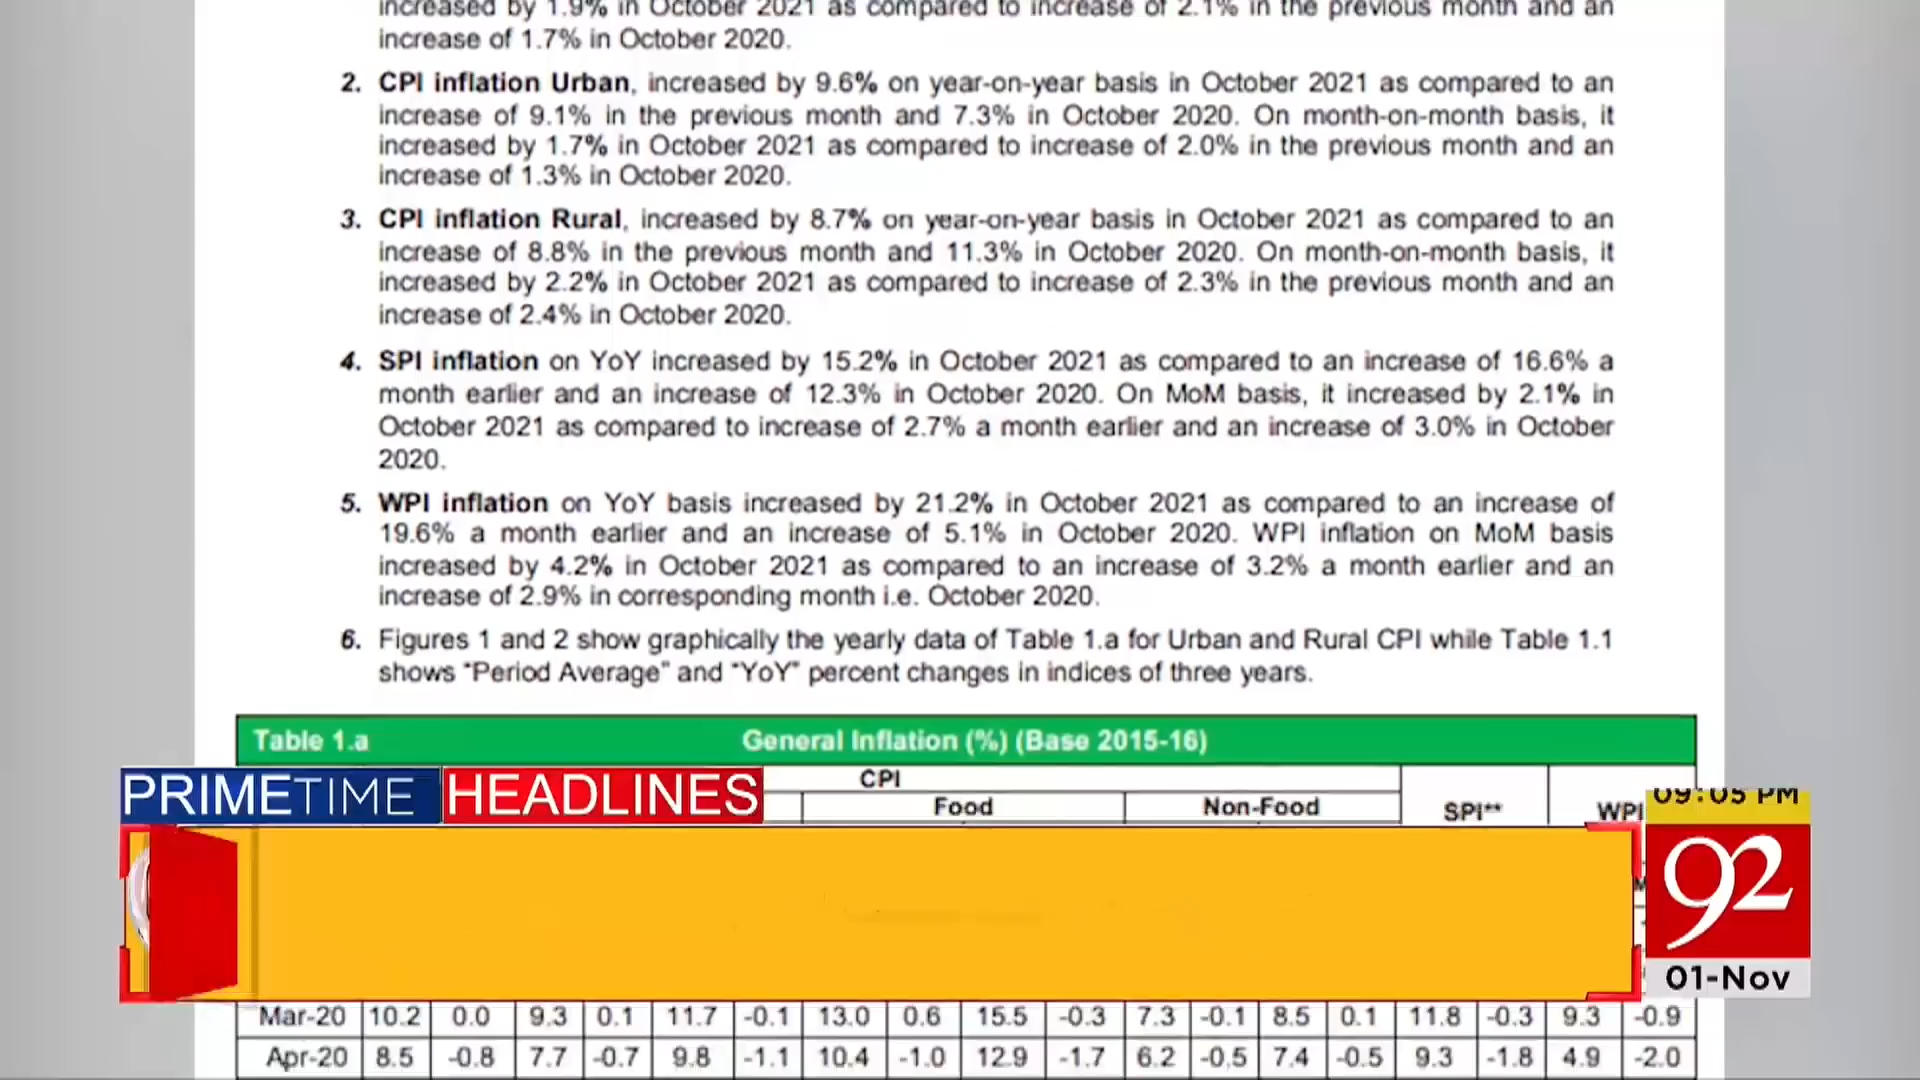 increased by 1.9% in October 2021 as compared to increase of 2.1% in the previous month and an
increase of 1.7% in October 2020.
2. CPI inflation Urban, increased by 9.6% on year-on-year basis in October 2021 as compared to an
increase of 9.1% in the previous month and 7.3% in October 2020. On month-on-month basis, it
increased by 1.7% in October 2021 as compared to increase of 2.0% in the previous month and an
increase of 1.3% in October 2020.
3. CPI inflation Rural, increased by 8.7% on year-on-year basis in October 2021 as compared to an
increase of 8.8% in the previous month and 11.3% in October 2020. On month-on-month basis, it
increased by 2.2% in October 2021 as compared to increase of 2.3% in the previous month and an
increase of 2.4% in October 2020.
4. SPI inflation on YoY increased by 15.2% in October 2021 as compared to an increase of 16.6% a
month earlier and an increase of 12.3% in October 2020. On MoM basis, it increased by 2.1% in
October 2021 as compared to increase of 2.7% a month earlier and an increase of 3.0% in October
2020.
5. WPI inflation on YoY basis increased by 21.2% in October 2021 as compared to an increase of
19.6% a month earlier and an increase of 5.1% in October 2020. WPI inflation on MoM basis
increased by 4.2% in October 2021 as compared to an increase of 3.2% a month earlier and an
increase of 2.9% in corresponding month i.e. October 2020.
6. Figures 1 and 2 show graphically the yearly data of Table 1.a for Urban and Rural CPI while Table 1.1
shows "Period Average" and "YoY" percent changes in indices of three years.
Table 1.a General Inflation (%) (Base 2015-16)
CPI
Food Non-Food SPI** WPI
PRIMETIME HEADLINES
09:05 PM
92
01-Nov
Mar-20 10.2 0.0 9.3 0.1 11.7 -0.1 13.0 0.6 15.5 -0.3 7.3 -0.1 8.5 0.1 11.8 -0.3 9.3 -0.9
Apr-20 8.5 -0.8 7.7 -0.7 9.8 -1.1 10.4 -1.0 12.9 -1.7 6.2 -0.5 7.4 -0.5 9.3 -1.8 4.9 -2.0